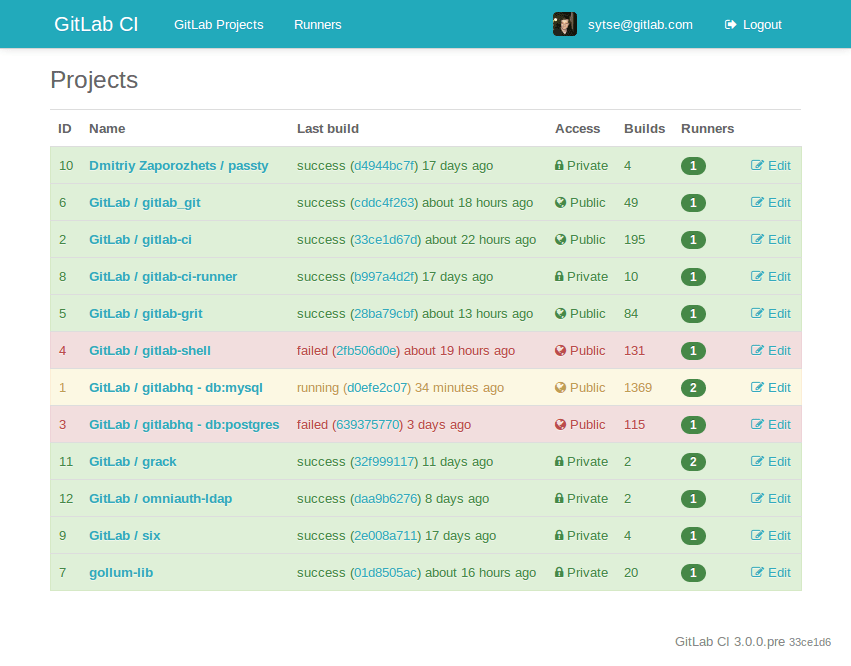 GitLab CI GitLab Projects Runners sytse@gitlab.com Logout
Projects
ID Name Last build Access Builds Runners
10 Dmitriy Zaporozhets / passty success (d4944bc7f) 17 days ago Private 4 1 Edit
6 GitLab / gitlab_git success (cddc4f263) about 18 hours ago Public 49 1 Edit
2 GitLab / gitlab-ci success (33ce1d67d) about 22 hours ago Public 195 1 Edit
8 GitLab / gitlab-ci-runner success (b997a4d2f) 17 days ago Private 10 1 Edit
5 GitLab / gitlab-grit success (28ba79cbf) about 13 hours ago Public 84 1 Edit
4 GitLab / gitlab-shell failed (2fb506d0e) about 19 hours ago Public 131 1 Edit
1 GitLab / gitlabhq - db:mysql running (d0efe2c07) 34 minutes ago Public 1369 2 Edit
3 GitLab / gitlabhq - db:postgres failed (639375770) 3 days ago Public 115 1 Edit
11 GitLab / grack success (32f999117) 11 days ago Private 2 2 Edit
12 GitLab / omniauth-ldap success (daa9b6276) 8 days ago Private 2 1 Edit
9 GitLab / six success (2e008a711) 17 days ago Private 4 1 Edit
7 gollum-lib success (01d8505ac) about 16 hours ago Private 20 1 Edit
GitLab CI 3.0.0.pre 33ce1d6